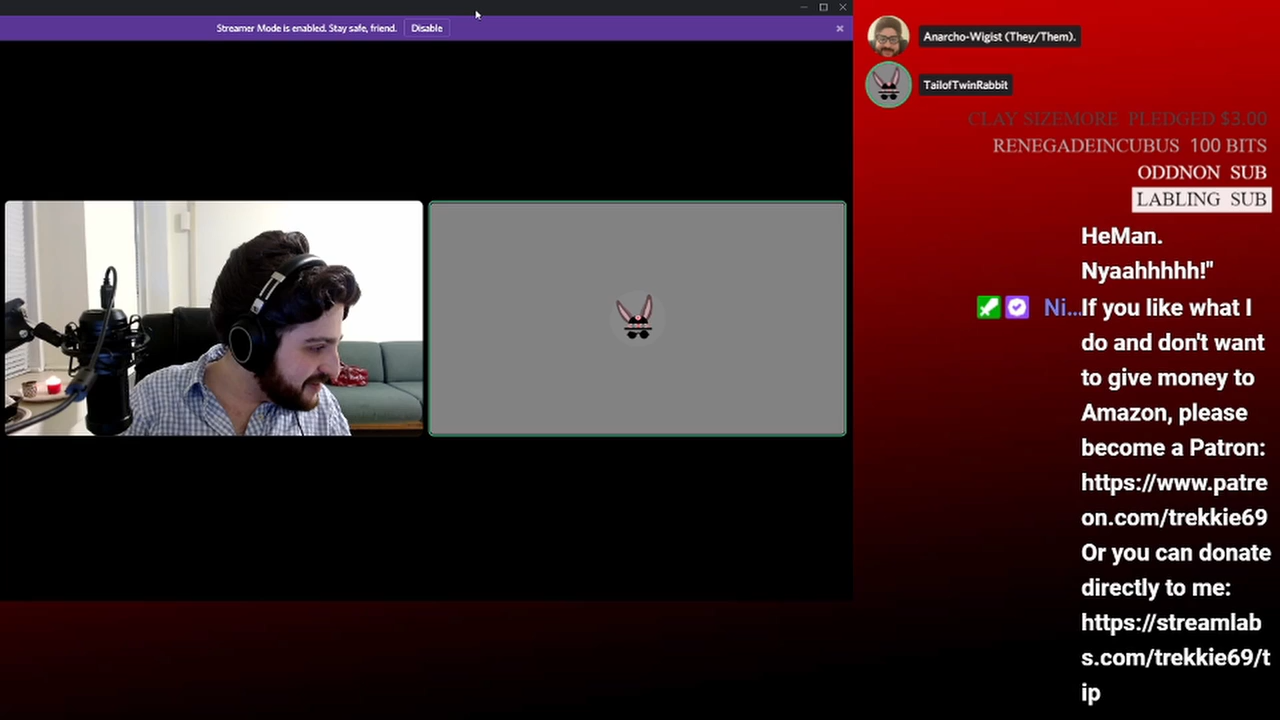 Streamer Mode is enabled. Stay safe, friend. Disable
Anarcho-Wigist (They/Them).
TailofTwinRabbit
CLAY SIZEMORE PLEDGED $3.00
RENEGADEINCUBUS 100 BITS
ODDNON SUB
LABLING SUB
HeMan.
Nyaahhhhh!"
Ni... If you like what I
do and don't want
to give money to
Amazon, please
become a Patron:
https://www.patre
on.com/trekkie69
Or you can donate
directly to me:
https://streamlab
s.com/trekkie69/t
ip